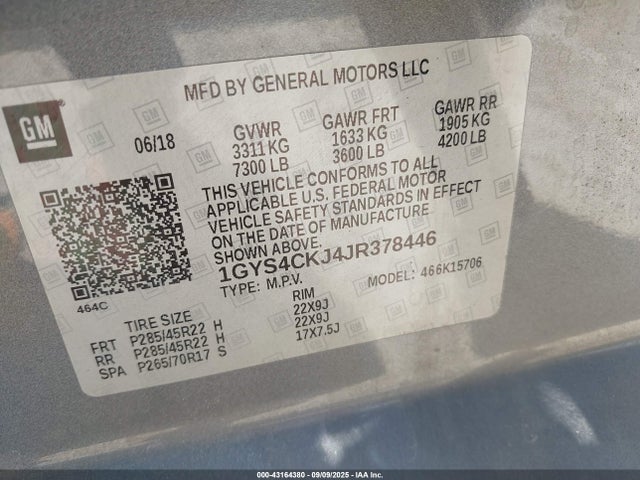 MFD BY GENERAL MOTORS LLC
GM
06/18
GVWR
3311 KG
7300 LB
GAWR FRT
1633 KG
3600 LB
GAWR RR
1905 KG
4200 LB
THIS VEHICLE CONFORMS TO ALL
APPLICABLE U.S. FEDERAL MOTOR
VEHICLE SAFETY STANDARDS IN EFFECT
ON THE DATE OF MANUFACTURE
SHOWN ABOVE.
1GYS4CKJ4JR378446
TYPE: M.P.V.
MODEL: 466K15706
464C
TIRE SIZE RIM
FRT P285/45R22 H 22X9J
RR P285/45R22 H 22X9J
SPA P265/70R17 S 17X7.5J
000-43164380 - 09/09/2025 - IAA Inc.